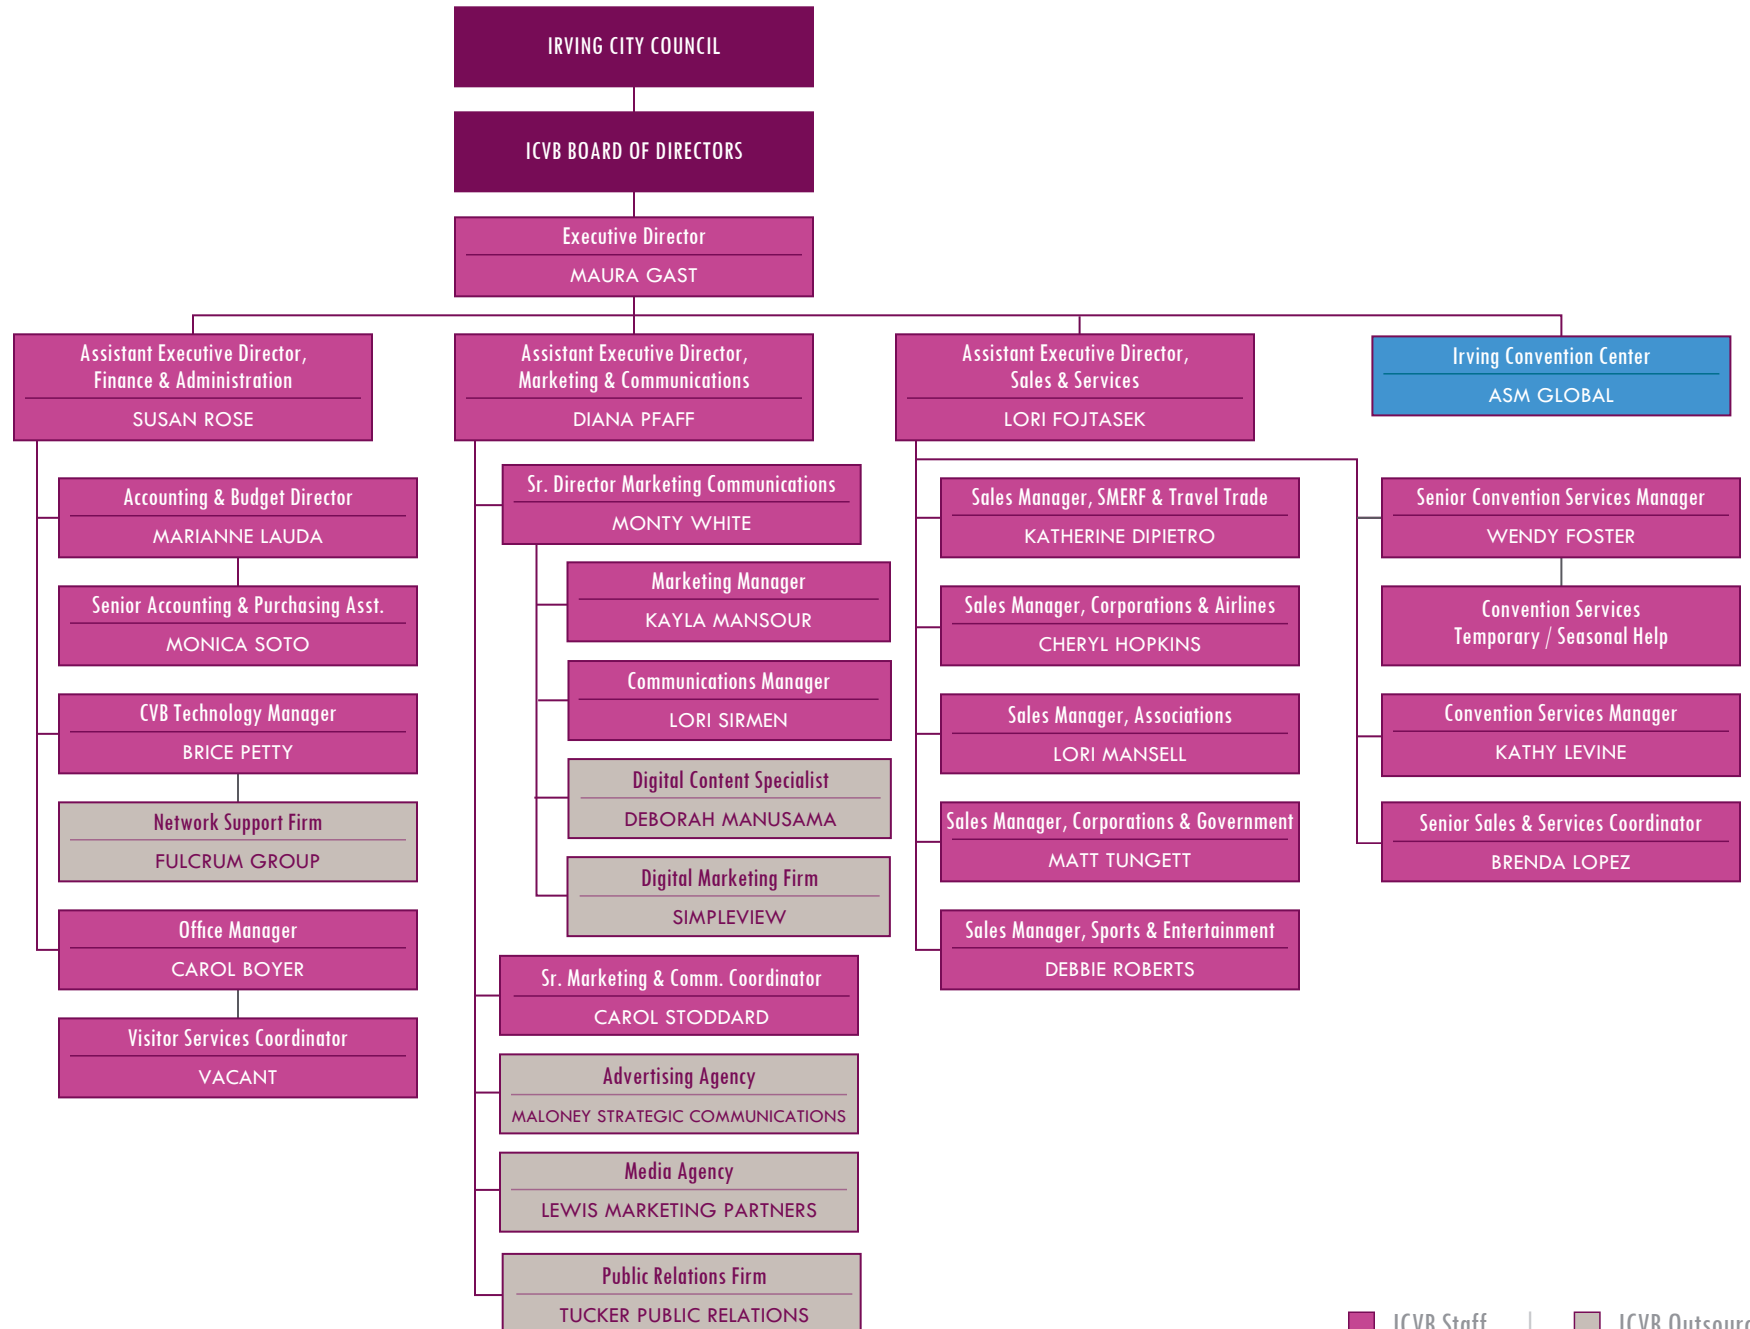 IRVING CITY COUNCIL
ICVB BOARD OF DIRECTORS
Executive Director
MAURA GAST
Assistant Executive Director,
Finance & Administration
SUSAN ROSE
Accounting & Budget Director
MARIANNE LAUDA
Senior Accounting & Purchasing Asst.
MONICA SOTO
CVB Technology Manager
BRICE PETTY
Network Support Firm
FULCRUM GROUP
Office Manager
CAROL BOYER
Visitor Services Coordinator
VACANT
Assistant Executive Director,
Marketing & Communications
DIANA PFAFF
Sr. Director Marketing Communications
MONTY WHITE
Marketing Manager
KAYLA MANSOUR
Communications Manager
LORI SIRMEN
Digital Content Specialist
DEBORAH MANUSAMA
Digital Marketing Firm
SIMPLEVIEW
Sr. Marketing & Comm. Coordinator
CAROL STODDARD
Advertising Agency
MALONEY STRATEGIC COMMUNICATIONS
Media Agency
LEWIS MARKETING PARTNERS
Public Relations Firm
TUCKER PUBLIC RELATIONS
Assistant Executive Director,
Sales & Services
LORI FOJTASEK
Sales Manager, SMERF & Travel Trade
KATHERINE DIPIETRO
Sales Manager, Corporations & Airlines
CHERYL HOPKINS
Sales Manager, Associations
LORI MANSELL
Sales Manager, Corporations & Government
MATT TUNGETT
Sales Manager, Sports & Entertainment
DEBBIE ROBERTS
Senior Convention Services Manager
WENDY FOSTER
Convention Services
Temporary / Seasonal Help
Convention Services Manager
KATHY LEVINE
Senior Sales & Services Coordinator
BRENDA LOPEZ
Irving Convention Center
ASM GLOBAL
ICVB Staff
ICVB